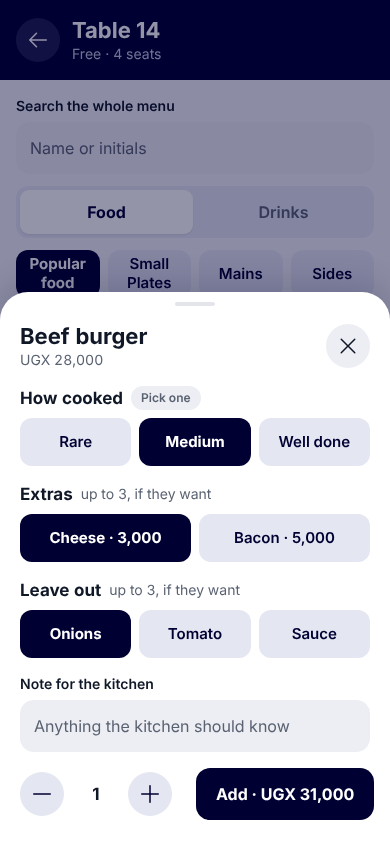 Table 14
Free · 4 seats
Search the whole menu
Name or initials
Food
Drinks
Popular food
Small Plates
Mains
Sides
Beef burger
UGX 28,000
How cooked Pick one
Rare
Medium
Well done
Extras up to 3, if they want
Cheese · 3,000
Bacon · 5,000
Leave out up to 3, if they want
Onions
Tomato
Sauce
Note for the kitchen
Anything the kitchen should know
1
Add · UGX 31,000